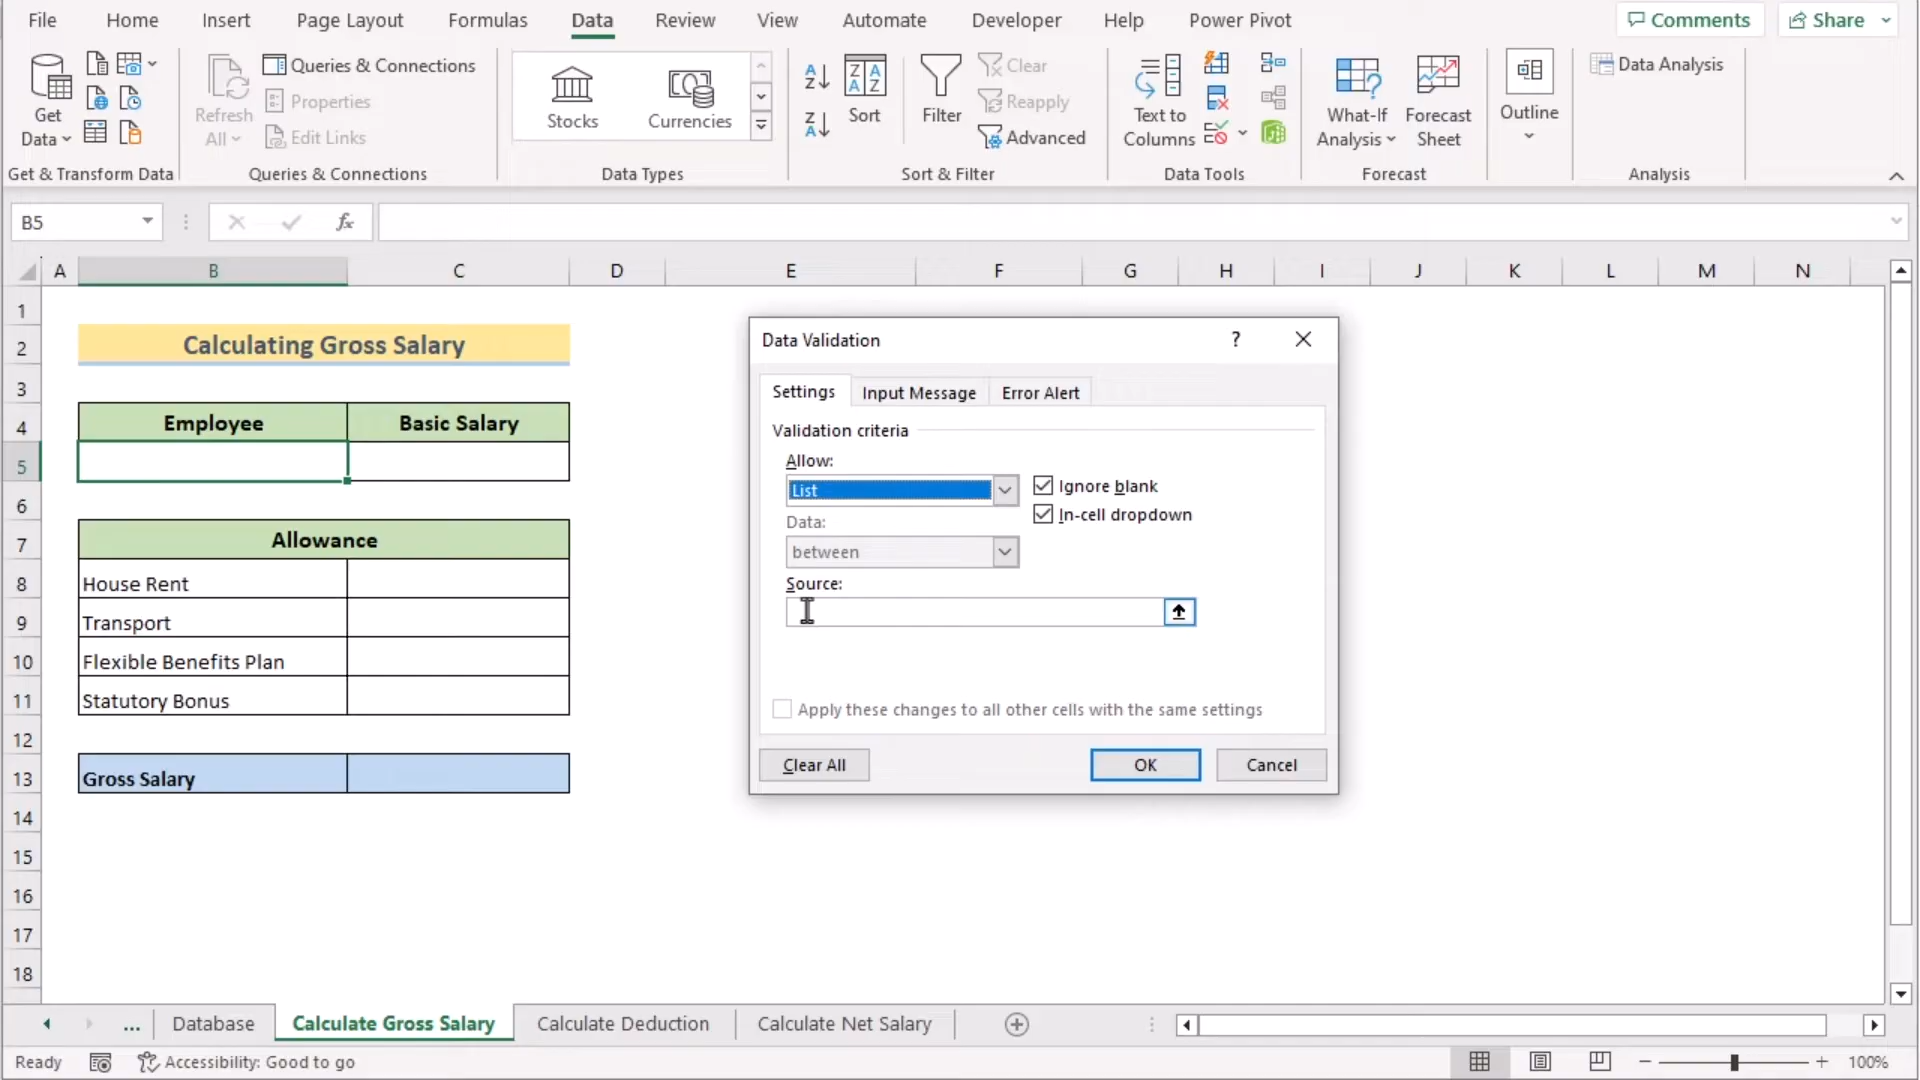 File Home Insert Page Layout Formulas Data Review View Automate Developer Help Power Pivot Comments Share
Get Data
Get & Transform Data
Refresh All
Queries & Connections
Properties
Edit Links
Queries & Connections
Stocks
Currencies
Data Types
Sort
Filter
Clear
Reapply
Advanced
Sort & Filter
Text to Columns
Data Tools
What-If Analysis
Forecast Sheet
Forecast
Outline
Data Analysis
Analysis
B5
fx
A B C D E F G H I J K L M N
1
2 Calculating Gross Salary
3
4 Employee Basic Salary
5
6
7 Allowance
8 House Rent
9 Transport
10 Flexible Benefits Plan
11 Statutory Bonus
12
13 Gross Salary
14
15
16
17
18
Data Validation ?
Settings Input Message Error Alert
Validation criteria
Allow:
List
Ignore blank
In-cell dropdown
Data:
between
Source:
Apply these changes to all other cells with the same settings
Clear All OK Cancel
... Database Calculate Gross Salary Calculate Deduction Calculate Net Salary
Ready Accessibility: Good to go 100%